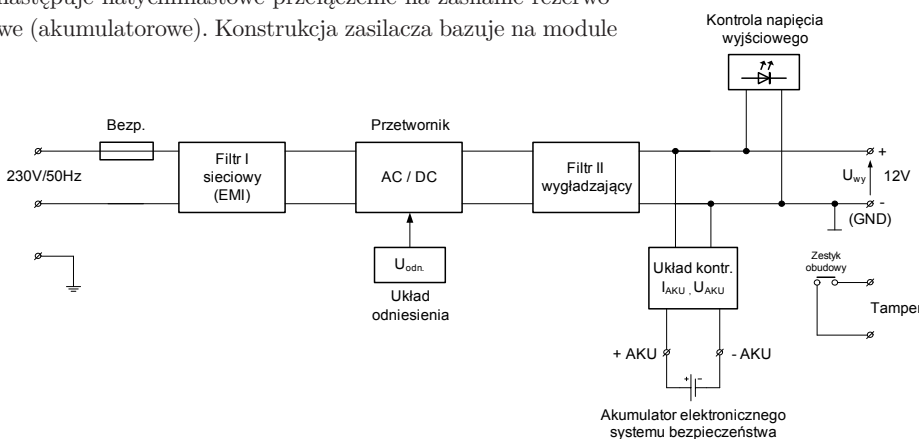 następuje natychmiastowe przełączenie na zasilanie rezerwo
we (akumulatorowe). Konstrukcja zasilacza bazuje na module
Kontrola napięcia
wyjściowego
Bezp.
Przetwornik
230V/50Hz
Filtr I
sieciowy
(EMI)
AC / DC
Filtr II
wygładzający
+
Uwy
12V
-
(GND)
Uodn.
Układ
odniesienia
Układ kontr.
IAKU , UAKU
Zestyk
obudowy
Tamper
+ AKU
- AKU
+ -
Akumulator elektronicznego
systemu bezpieczeństwa